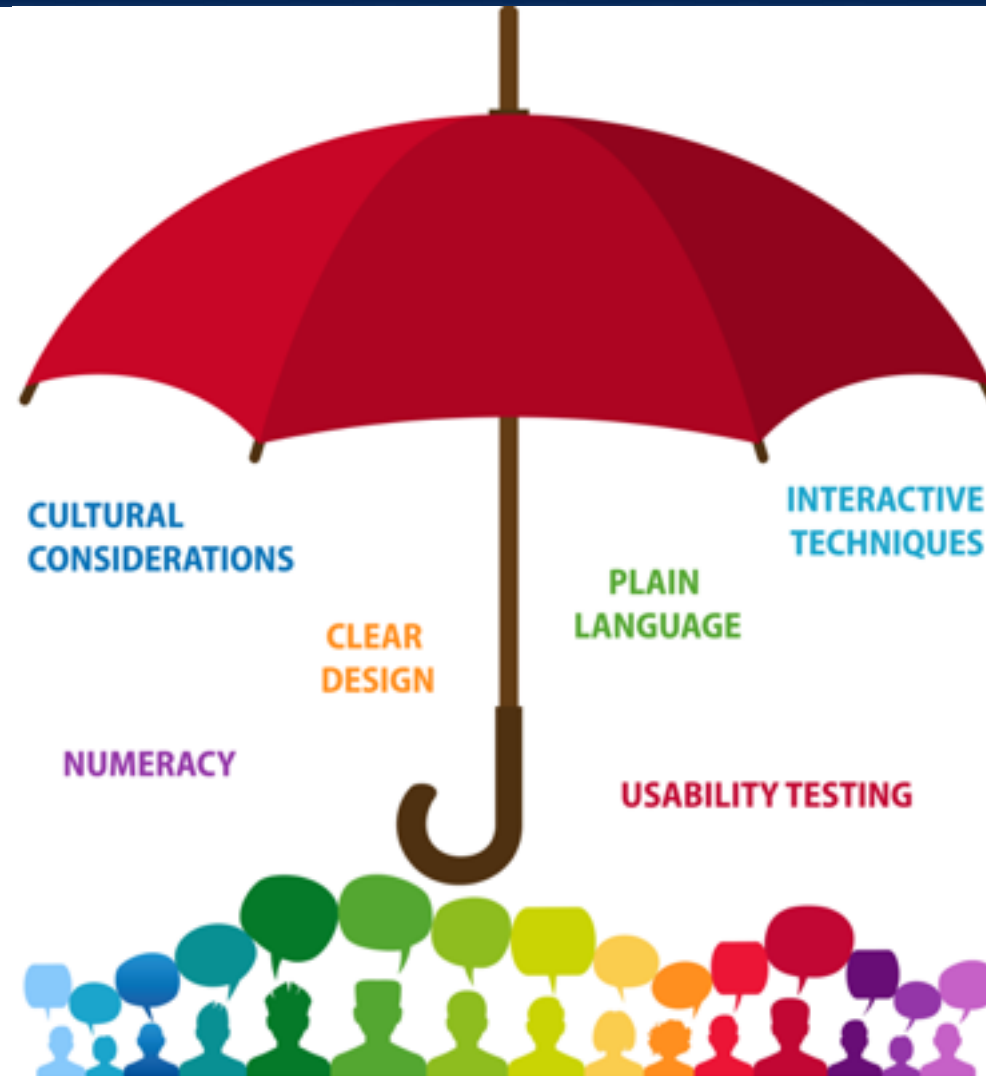 CULTURAL
CONSIDERATIONS
INTERACTIVE
TECHNIQUES
PLAIN
LANGUAGE
CLEAR
DESIGN
NUMERACY
USABILITY TESTING